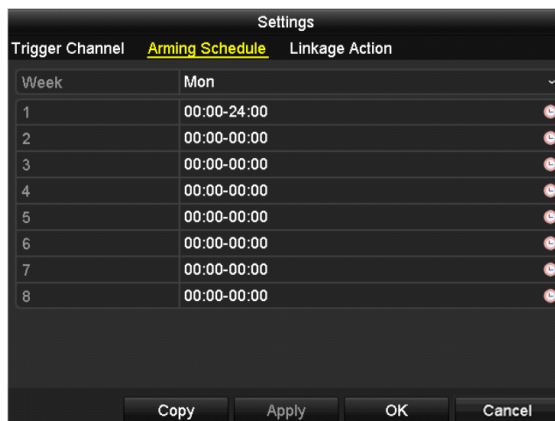 Settings
Trigger Channel Arming Schedule Linkage Action
Week Mon
1 00:00-24:00
2 00:00-00:00
3 00:00-00:00
4 00:00-00:00
5 00:00-00:00
6 00:00-00:00
7 00:00-00:00
8 00:00-00:00
Copy Apply OK Cancel